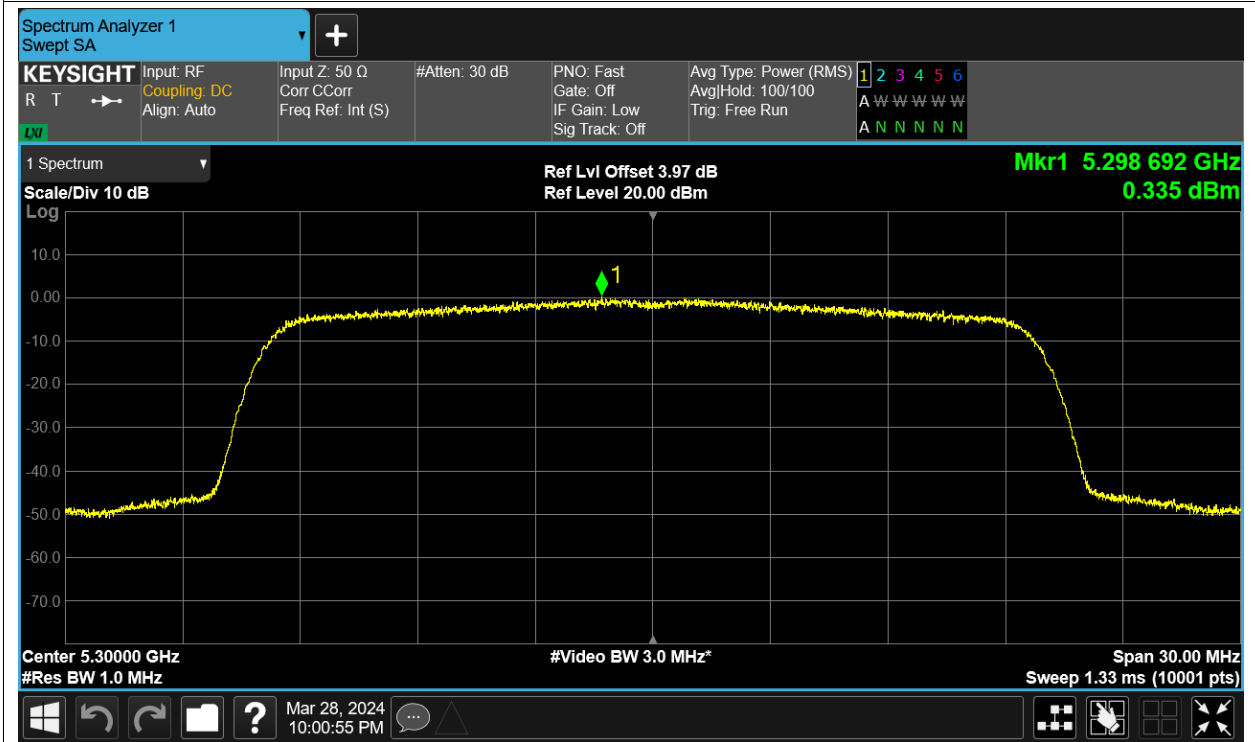 Spectrum Analyzer 1
Swept SA
KEYSIGHT
R T
LXI
Input: RF
Coupling: DC
Align: Auto
Input Z: 50 Ω
Corr CCorr
Freq Ref: Int (S)
#Atten: 30 dB
PNO: Fast
Gate: Off
IF Gain: Low
Sig Track: Off
Avg Type: Power (RMS)
Avg|Hold: 100/100
Trig: Free Run
1 2 3 4 5 6
A W W W W W
A N N N N N
1 Spectrum
Scale/Div 10 dB
Log
Ref Lvl Offset 3.97 dB
Ref Level 20.00 dBm
Mkr1 5.298 692 GHz
0.335 dBm
1
10.0
0.00
-10.0
-20.0
-30.0
-40.0
-50.0
-60.0
-70.0
Center 5.30000 GHz
#Res BW 1.0 MHz
#Video BW 3.0 MHz*
Span 30.00 MHz
Sweep 1.33 ms (10001 pts)
?
Mar 28, 2024
10:00:55 PM